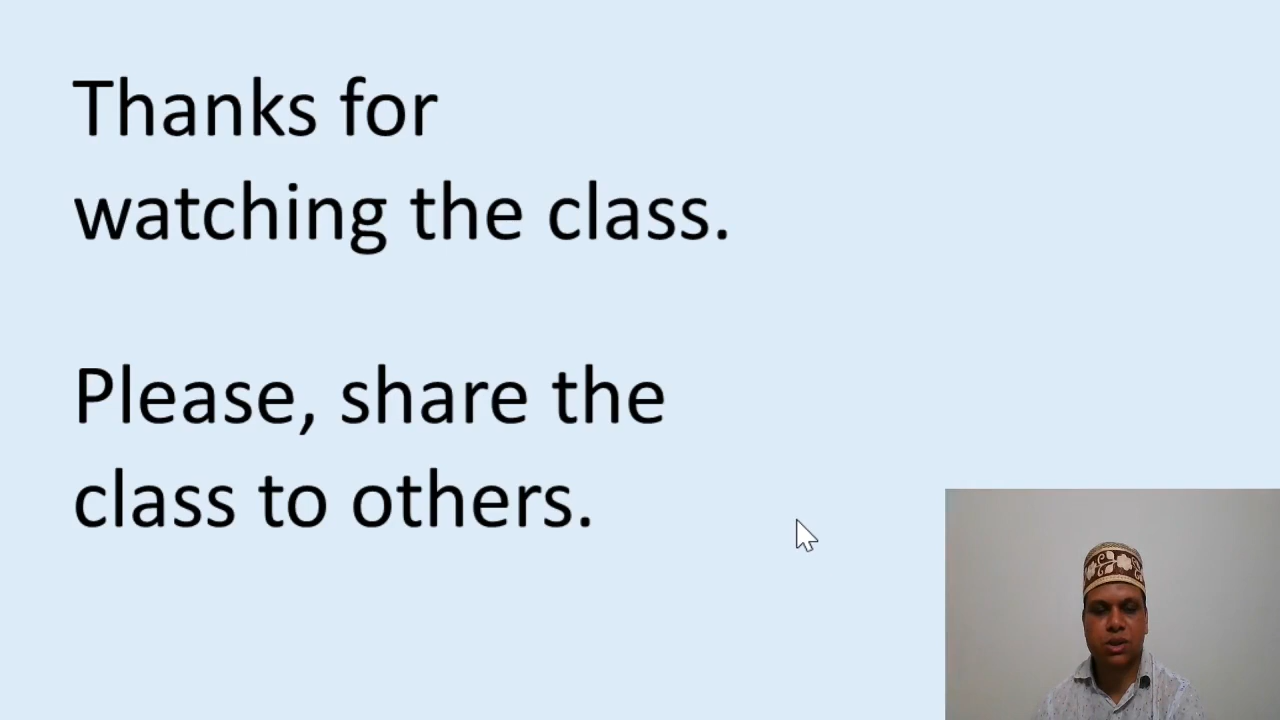 Thanks for
watching the class.
Please, share the
class to others.